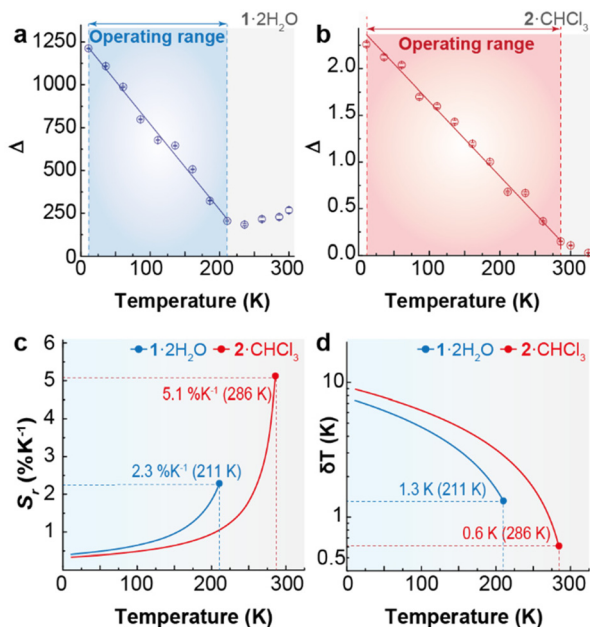 a
1·2H₂O
Operating range
1250
1000
750
500
250
0
Δ
0 100 200 300
Temperature (K)
b
2·CHCl₃
Operating range
2.0
1.5
1.0
0.5
0.0
Δ
0 100 200 300
Temperature (K)
c
1·2H₂O 2·CHCl₃
6
5
4
3
2
1
0
Sᵣ (%K⁻¹)
5.1 %K⁻¹ (286 K)
2.3 %K⁻¹ (211 K)
0 100 200 300
Temperature (K)
d
1·2H₂O 2·CHCl₃
10
1
0.5
δT
1.3 K (211 K)
0.6 K (286 K)
0 100 200 300
Temperature (K)